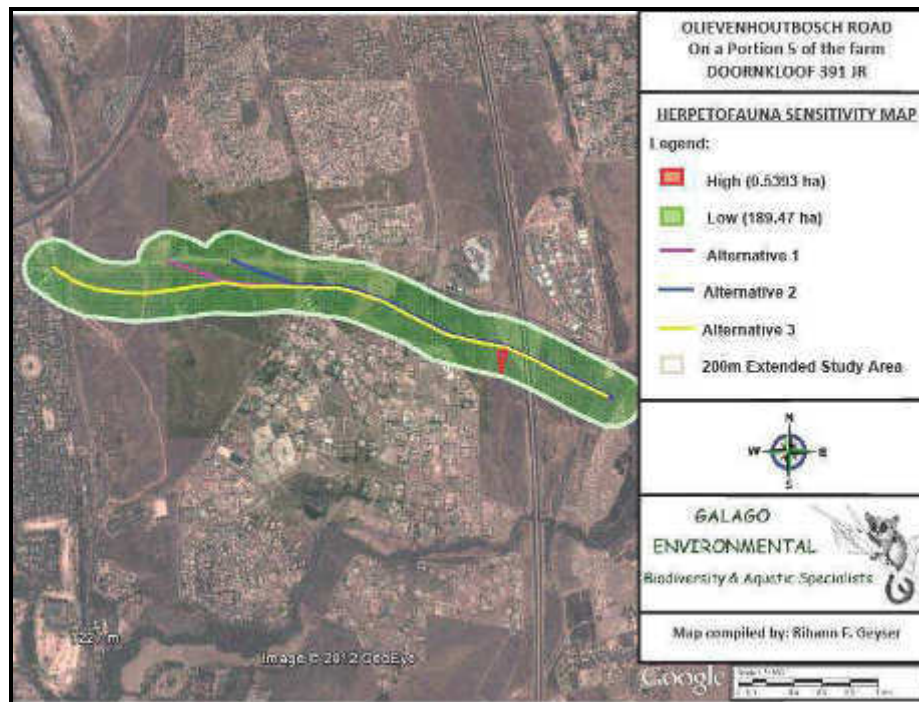 OLIEVENHOUTBOSCH ROAD
On a Portion 5 of the farm
DOORNKLOOF 391 JR
HERPETOFAUNA SENSITIVITY MAP
Legend:
High (0.5393 ha)
Low (189.47 ha)
Alternative 1
Alternative 2
Alternative 3
200m Extended Study Area
N
W E
S
GALAGO
ENVIRONMENTAL
Biodiversity & Aquatic Specialists
Map compiled by: Rihann F. Geyser
Image © 2012 GeoEye
Google